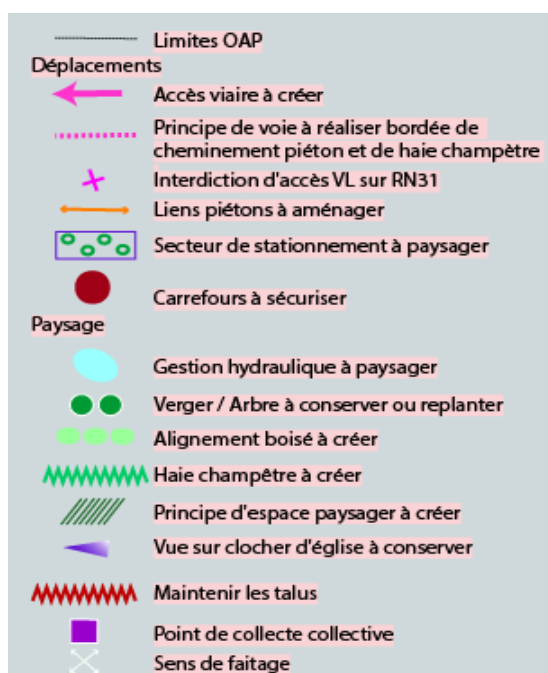 Limites OAP
Déplacements
Accès viaire à créer
Principe de voie à réaliser bordée de
cheminement piéton et de haie champètre
Interdiction d'accès VL sur RN31
Liens piétons à aménager
Secteur de stationnement à paysager
Carrefours à sécuriser
Paysage
Gestion hydraulique à paysager
Verger / Arbre à conserver ou replanter
Alignement boisé à créer
Haie champêtre à créer
Principe d'espace paysager à créer
Vue sur clocher d'église à conserver
Maintenir les talus
Point de collecte collective
Sens de faitage